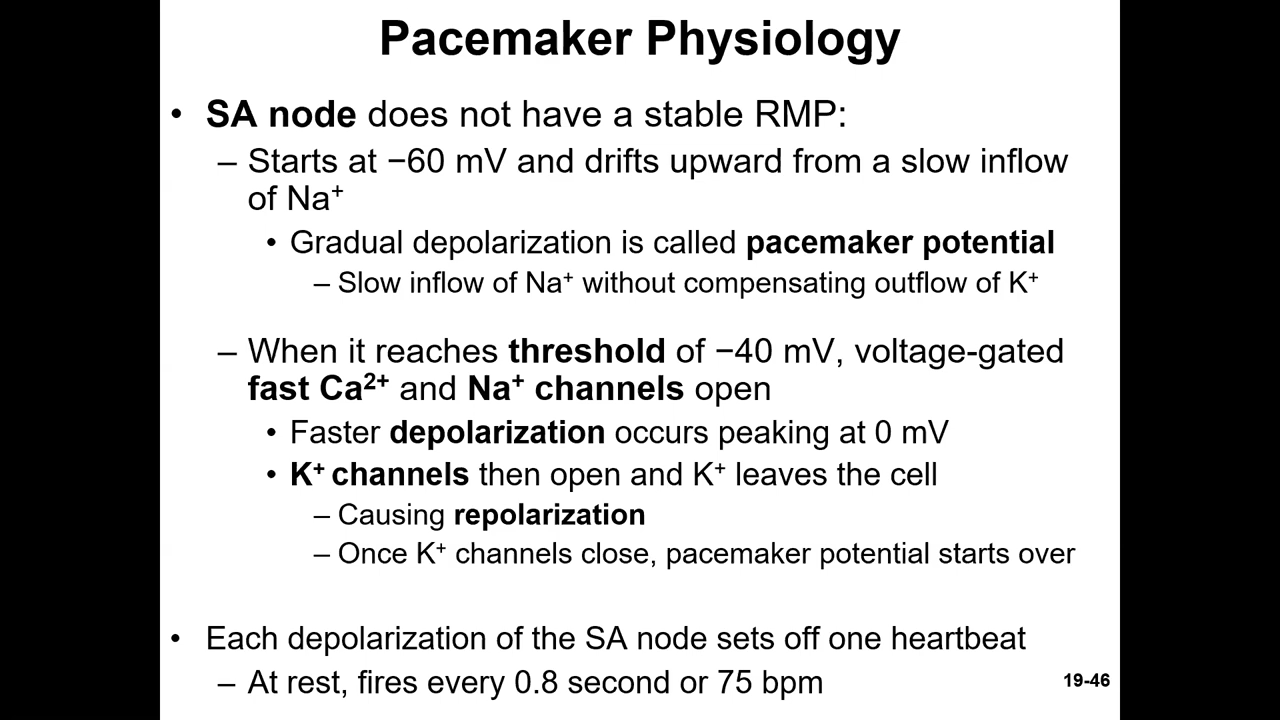 Pacemaker Physiology
• SA node does not have a stable RMP:
– Starts at −60 mV and drifts upward from a slow inflow
of Na⁺
• Gradual depolarization is called pacemaker potential
– Slow inflow of Na⁺ without compensating outflow of K⁺
– When it reaches threshold of −40 mV, voltage-gated
fast Ca²⁺ and Na⁺ channels open
• Faster depolarization occurs peaking at 0 mV
• K⁺ channels then open and K⁺ leaves the cell
– Causing repolarization
– Once K⁺ channels close, pacemaker potential starts over
• Each depolarization of the SA node sets off one heartbeat
– At rest, fires every 0.8 second or 75 bpm
19-46